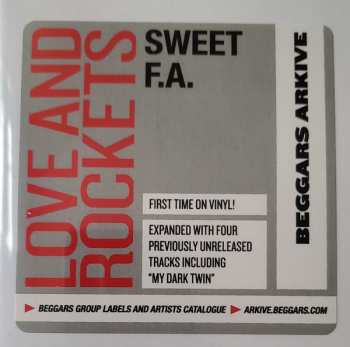 LOVE AND
ROCKETS
SWEET
F.A.
FIRST TIME ON VINYL!
EXPANDED WITH FOUR
PREVIOUSLY UNRELEASED
TRACKS INCLUDING
"MY DARK TWIN"
BEGGARS ARKIVE
BEGGARS GROUP LABELS AND ARTISTS CATALOGUE ARKIVE.BEGGARS.COM